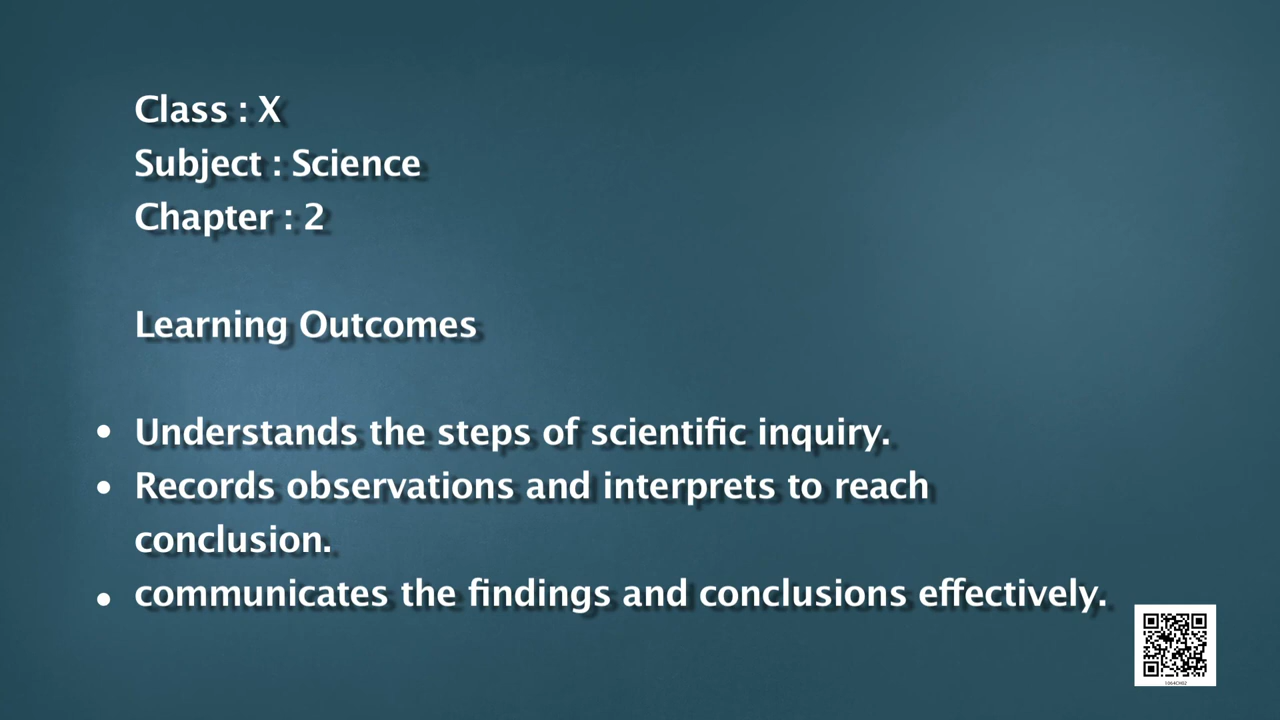 Class : X
Subject : Science
Chapter : 2
Learning Outcomes
• Understands the steps of scientific inquiry.
• Records observations and interprets to reach
conclusion.
• communicates the findings and conclusions effectively.
1064CH02